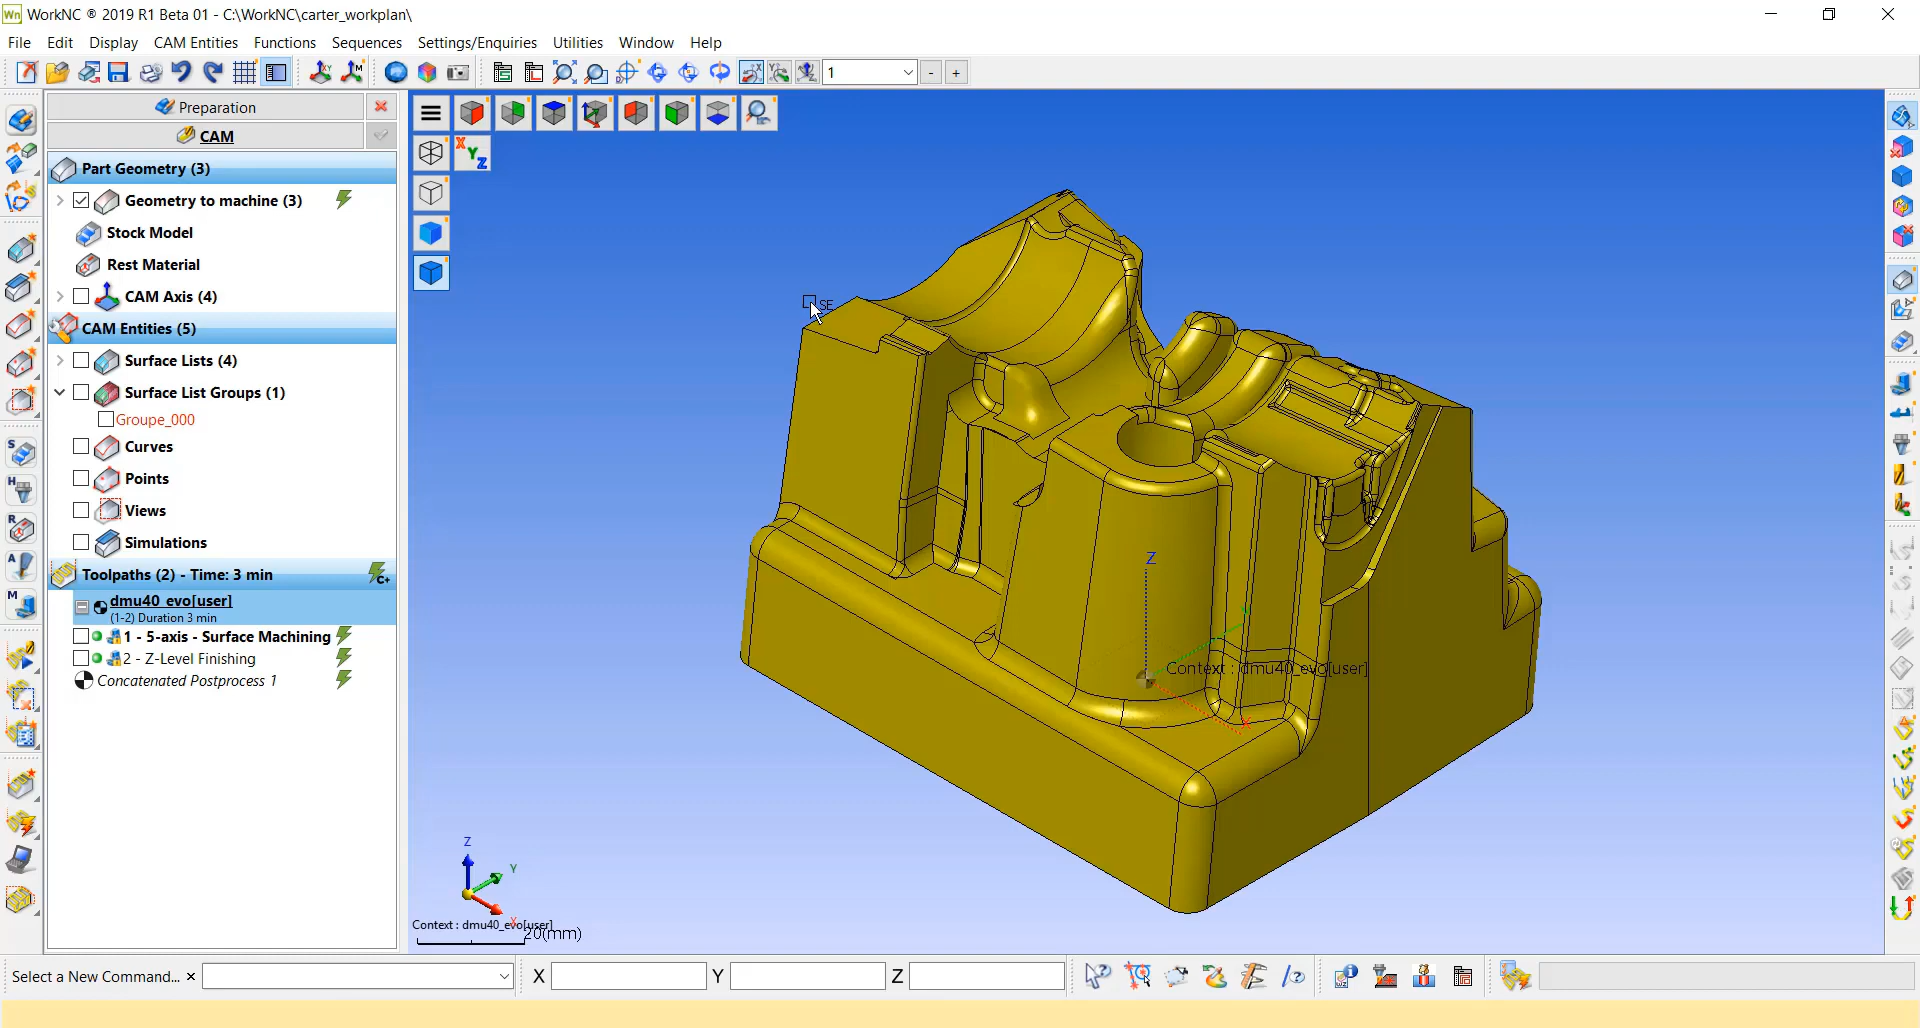 WorkNC ® 2019 R1 Beta 01 - C:\WorkNC\carter_workplan\
File Edit Display CAM Entities Functions Sequences Settings/Enquiries Utilities Window Help
1 - +
Preparation
CAM
Part Geometry (3)
Geometry to machine (3)
Stock Model
Rest Material
CAM Axis (4)
CAM Entities (5)
Surface Lists (4)
Surface List Groups (1)
Groupe_000
Curves
Points
Views
Simulations
Toolpaths (2) - Time: 3 min
dmu40_evo[user]
(1-2) Duration 3 min
1 - 5-axis - Surface Machining
2 - Z-Level Finishing
Concatenated Postprocess 1
X Y Z
SE
Z
Context : dmu40_evo[user]
X
Z
Y
X
Context : dmu40_evo[user]
20(mm)
S
H
R
A
M
Select a New Command... X Y Z